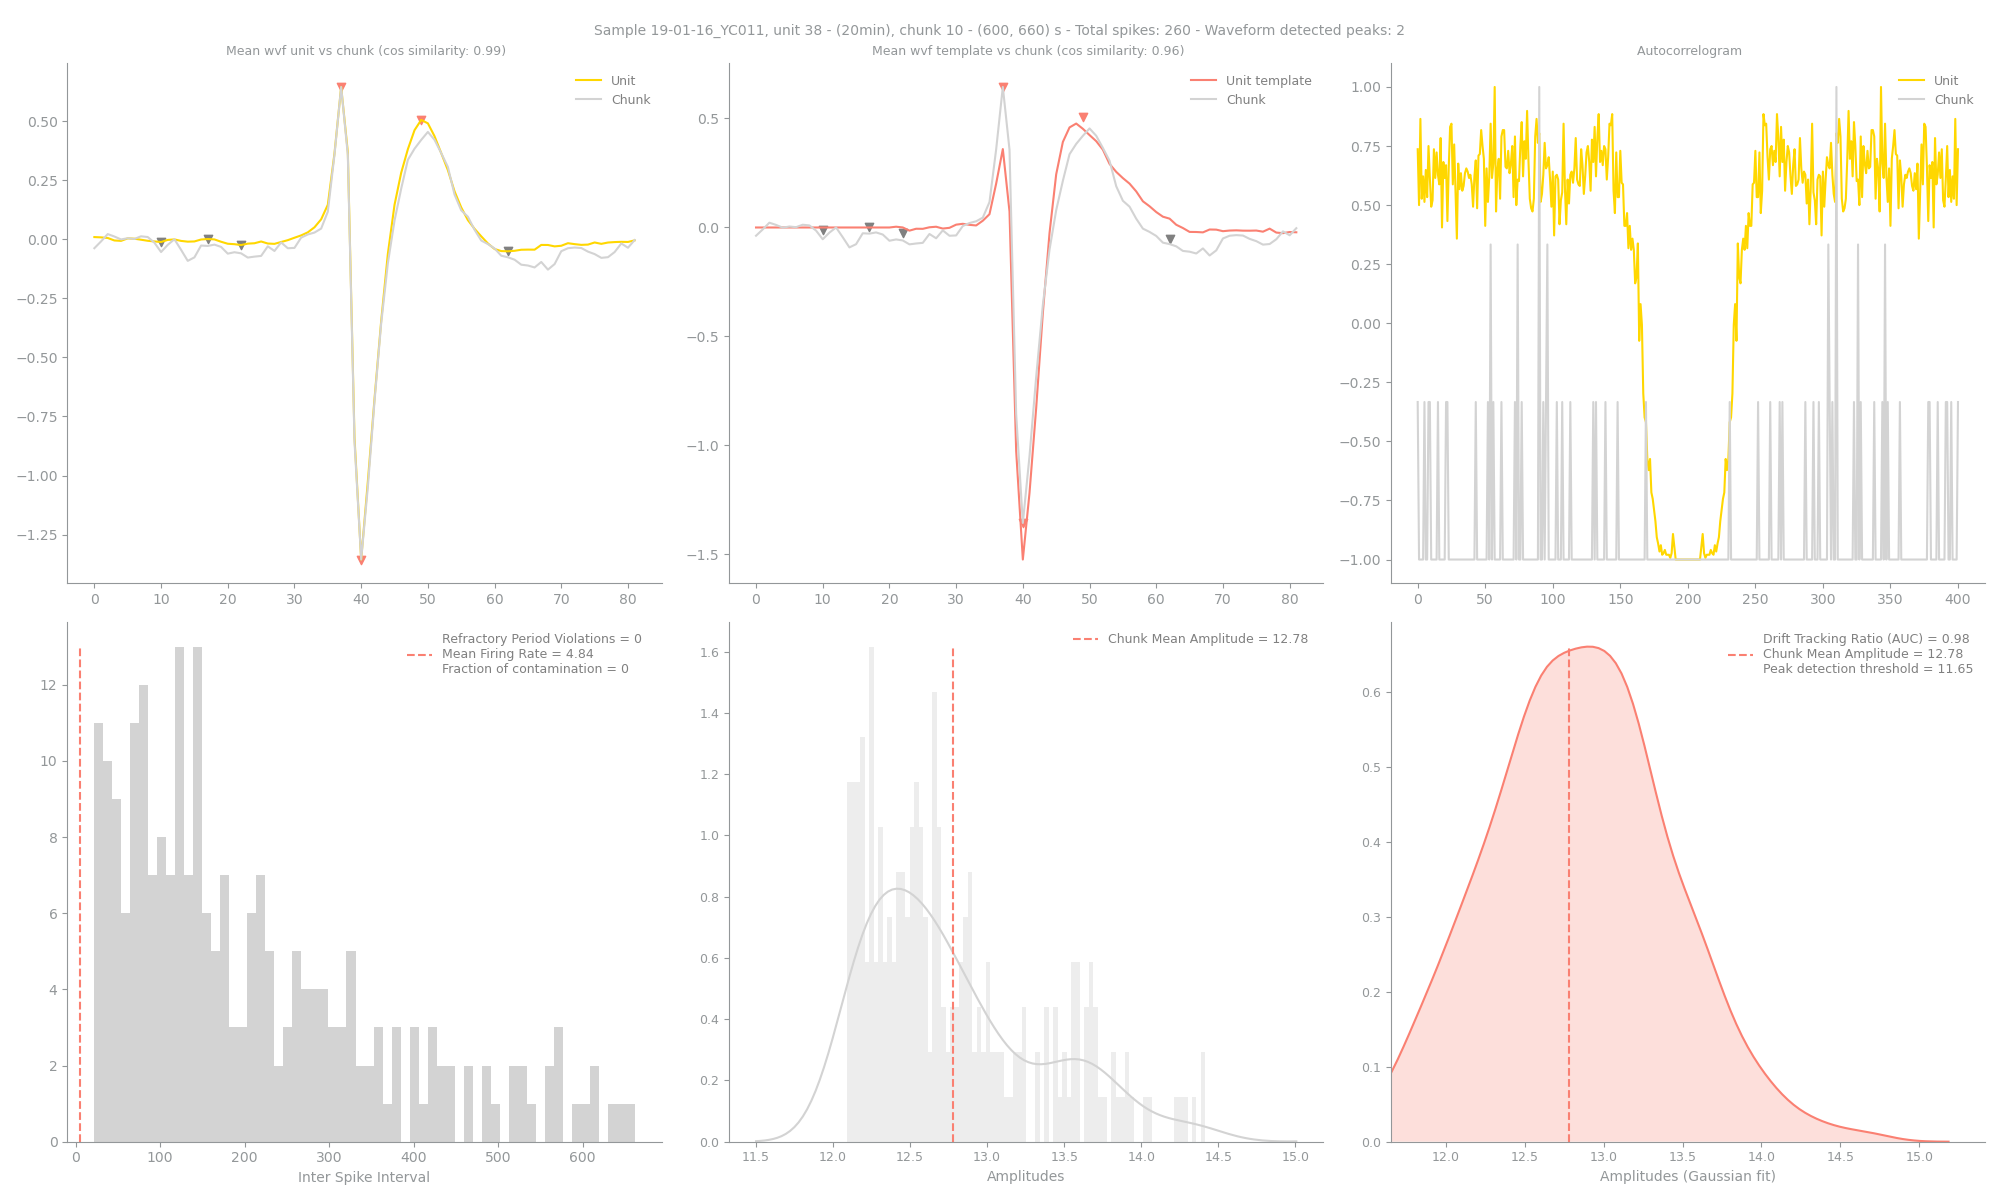 Sample 19-01-16_YC011, unit 38 - (20min), chunk 10 - (600, 660) s - Total spikes: 260 - Waveform detected peaks: 2
Mean wvf unit vs chunk (cos similarity: 0.99)
Unit
Chunk
0.50
0.25
0.00
−0.25
−0.50
−0.75
−1.00
−1.25
0 10 20 30 40 50 60 70 80
Mean wvf template vs chunk (cos similarity: 0.96)
Unit template
Chunk
0.5
0.0
−0.5
−1.0
−1.5
0 10 20 30 40 50 60 70 80
Autocorrelogram
Unit
Chunk
1.00
0.75
0.50
0.25
0.00
−0.25
−0.50
−0.75
−1.00
0 50 100 150 200 250 300 350 400
Refractory Period Violations = 0
Mean Firing Rate = 4.84
Fraction of contamination = 0
12
10
8
6
4
2
0
0 100 200 300 400 500 600
Inter Spike Interval
Chunk Mean Amplitude = 12.78
1.6
1.4
1.2
1.0
0.8
0.6
0.4
0.2
0.0
11.5 12.0 12.5 13.0 13.5 14.0 14.5 15.0
Amplitudes
Drift Tracking Ratio (AUC) = 0.98
Chunk Mean Amplitude = 12.78
Peak detection threshold = 11.65
0.6
0.5
0.4
0.3
0.2
0.1
0.0
12.0 12.5 13.0 13.5 14.0 14.5 15.0
Amplitudes (Gaussian fit)